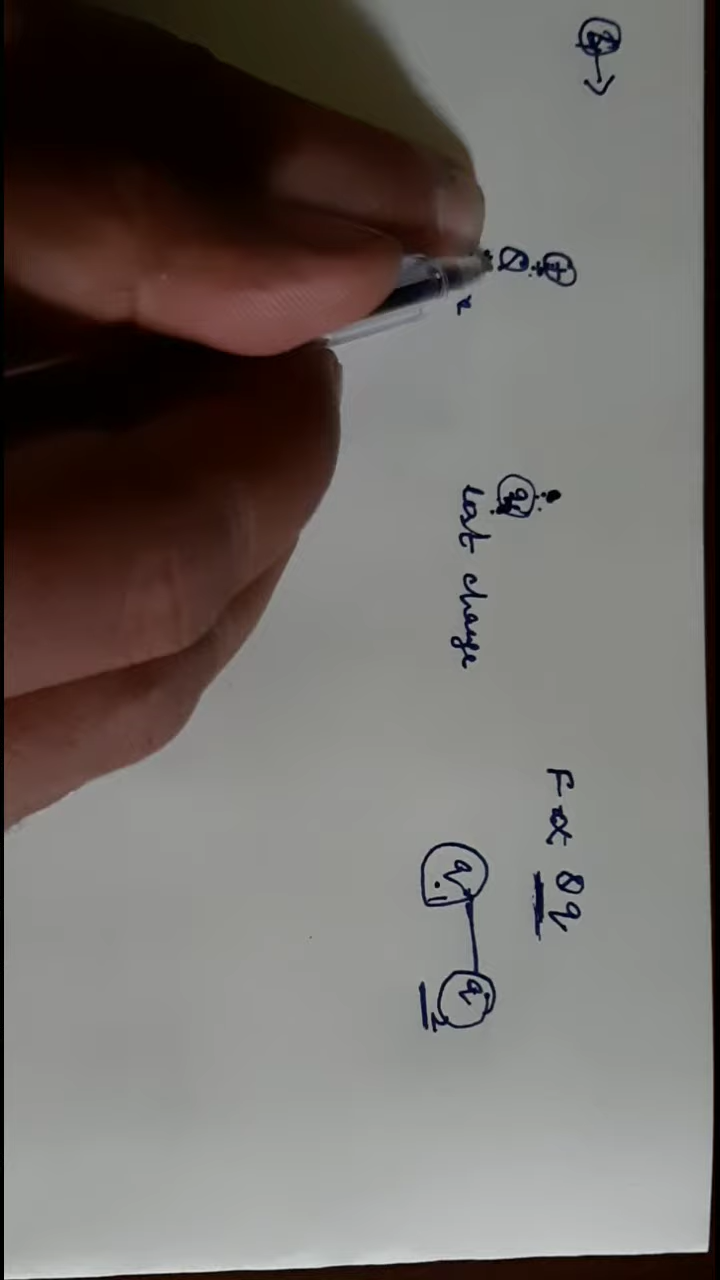 F ∝ Qq
+ Q
q
test charge
q1 q2